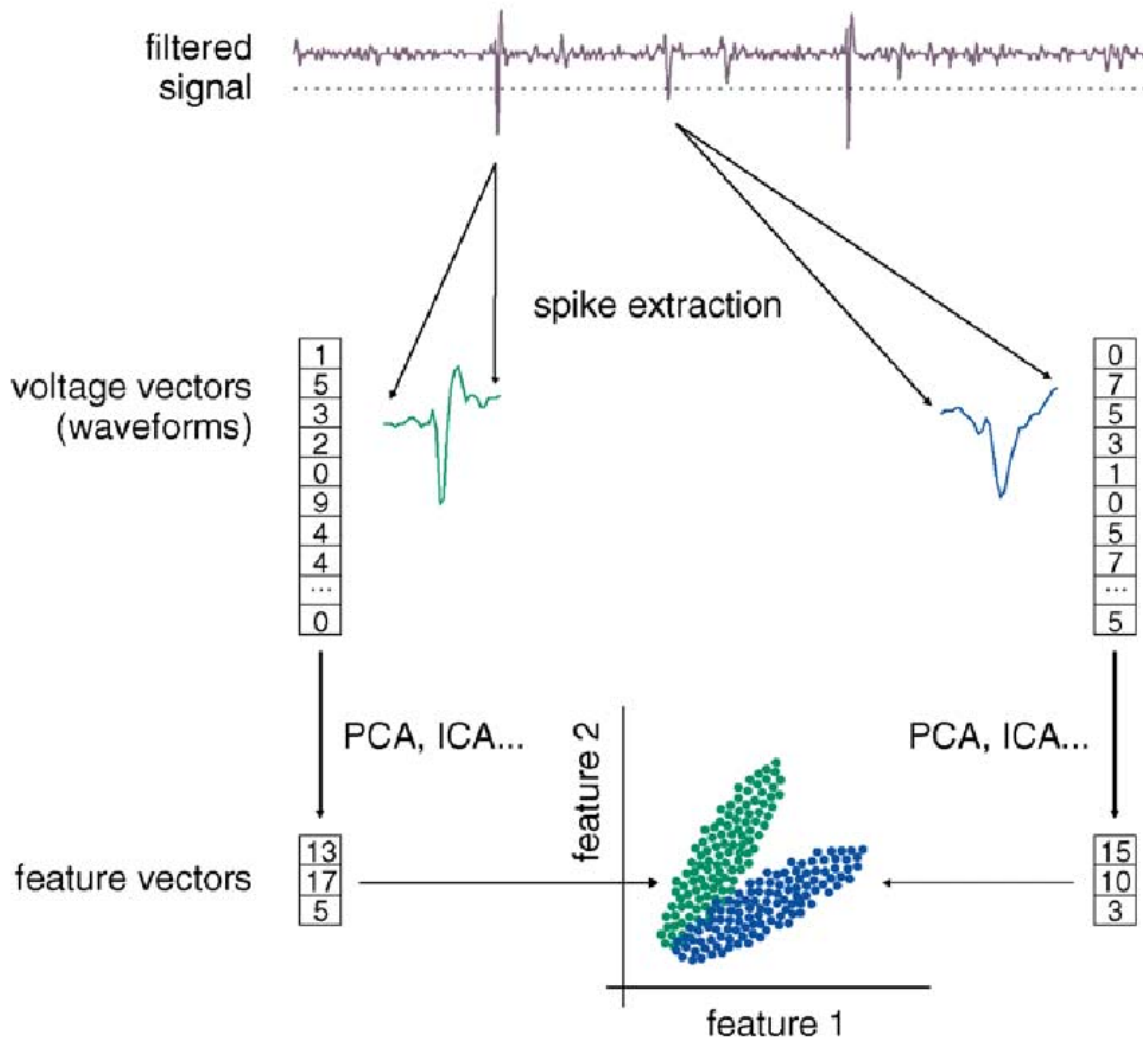 filtered
signal
spike extraction
voltage vectors
(waveforms)
1
5
3
2
0
9
4
4
...
0
0
7
5
3
1
0
5
7
...
5
PCA, ICA...
PCA, ICA...
feature vectors
13
17
5
feature 2
feature 1
15
10
3